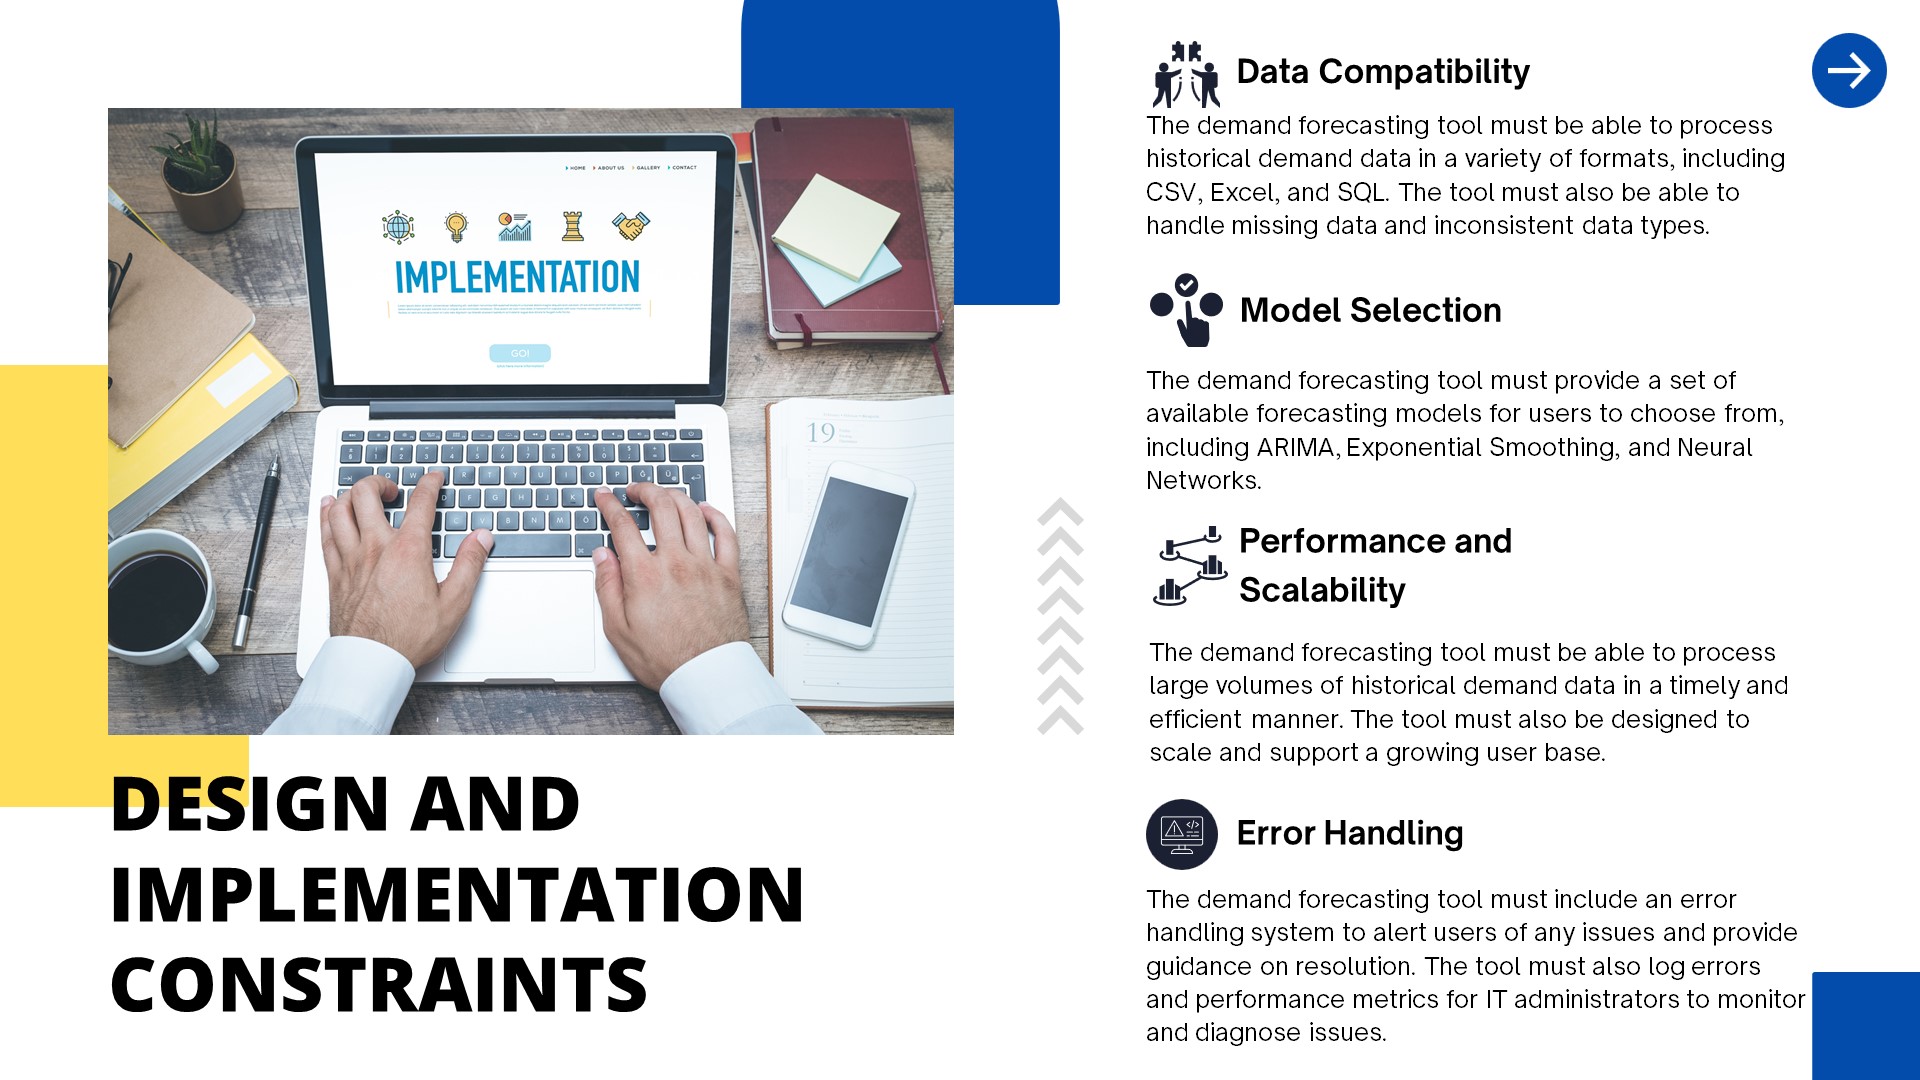 Data Compatibility
The demand forecasting tool must be able to process
historical demand data in a variety of formats, including
CSV, Excel, and SQL. The tool must also be able to
handle missing data and inconsistent data types.
Model Selection
The demand forecasting tool must provide a set of
available forecasting models for users to choose from,
including ARIMA, Exponential Smoothing, and Neural
Networks.
Performance and
Scalability
The demand forecasting tool must be able to process
large volumes of historical demand data in a timely and
efficient manner. The tool must also be designed to
scale and support a growing user base.
Error Handling
The demand forecasting tool must include an error
handling system to alert users of any issues and provide
guidance on resolution. The tool must also log errors
and performance metrics for IT administrators to monitor
and diagnose issues.
HOME ABOUT US GALLERY CONTACT
IMPLEMENTATION
GO!
19
DESIGN AND
IMPLEMENTATION
CONSTRAINTS